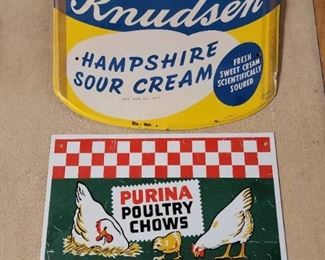 Knudsen
HAMPSHIRE
SOUR CREAM
FRESH
SWEET CREAM
SCIENTIFICALLY
SOURED
PURINA
POULTRY
CHOWS